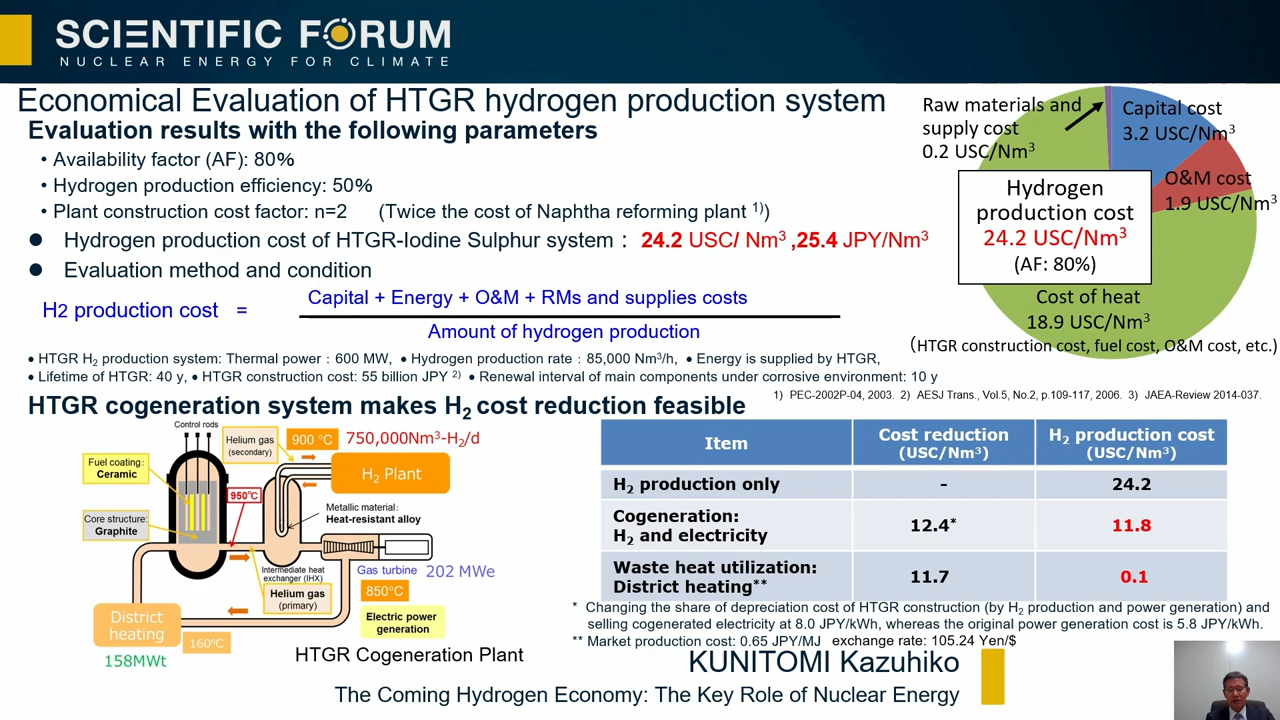 SCIENTIFIC FORUM
NUCLEAR ENERGY FOR CLIMATE
Economical Evaluation of HTGR hydrogen production system
Evaluation results with the following parameters
• Availability factor (AF): 80%
• Hydrogen production efficiency: 50%
• Plant construction cost factor: n=2 (Twice the cost of Naphtha reforming plant 1))
● Hydrogen production cost of HTGR-Iodine Sulphur system : 24.2 USC/ Nm3 ,25.4 JPY/Nm3
● Evaluation method and condition
H2 production cost =
Capital + Energy + O&M + RMs and supplies costs
Amount of hydrogen production
● HTGR H2 production system: Thermal power : 600 MW, ● Hydrogen production rate : 85,000 Nm3/h, ● Energy is supplied by HTGR,
● Lifetime of HTGR: 40 y, ● HTGR construction cost: 55 billion JPY 2) ● Renewal interval of main components under corrosive environment: 10 y
Raw materials and
supply cost
0.2 USC/Nm3
Capital cost
3.2 USC/Nm3
O&M cost
1.9 USC/Nm3
Hydrogen
production cost
24.2 USC/Nm3
(AF: 80%)
Cost of heat
18.9 USC/Nm3
(HTGR construction cost, fuel cost, O&M cost, etc.)
1) PEC-2002P-04, 2003. 2) AESJ Trans., Vol.5, No.2, p.109-117, 2006. 3) JAEA-Review 2014-037.
HTGR cogeneration system makes H2 cost reduction feasible
Control rods
Fuel coating:
Ceramic
Core structure:
Graphite
950℃
Helium gas
(secondary)
900 °C
750,000Nm3-H2/d
H2 Plant
Metallic material:
Heat-resistant alloy
Intermediate heat
exchanger (IHX)
Helium gas
(primary)
Gas turbine 202 MWe
850°C
Electric power
generation
District
heating
160°C
158MWt
HTGR Cogeneration Plant
Item
Cost reduction
(USC/Nm3)
H2 production cost
(USC/Nm3)
H2 production only
-
24.2
Cogeneration:
H2 and electricity
12.4*
11.8
Waste heat utilization:
District heating**
11.7
0.1
* Changing the share of depreciation cost of HTGR construction (by H2 production and power generation) and
selling cogenerated electricity at 8.0 JPY/kWh, whereas the original power generation cost is 5.8 JPY/kWh.
** Market production cost: 0.65 JPY/MJ exchange rate: 105.24 Yen/$
KUNITOMI Kazuhiko
The Coming Hydrogen Economy: The Key Role of Nuclear Energy